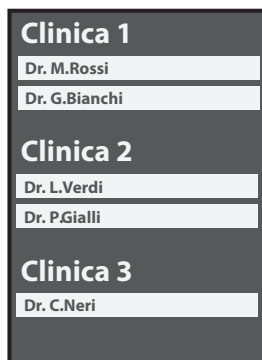 Clinica 1
Dr. M.Rossi
Dr. G.Bianchi
Clinica 2
Dr. L.Verdi
Dr. P.Gialli
Clinica 3
Dr. C.Neri